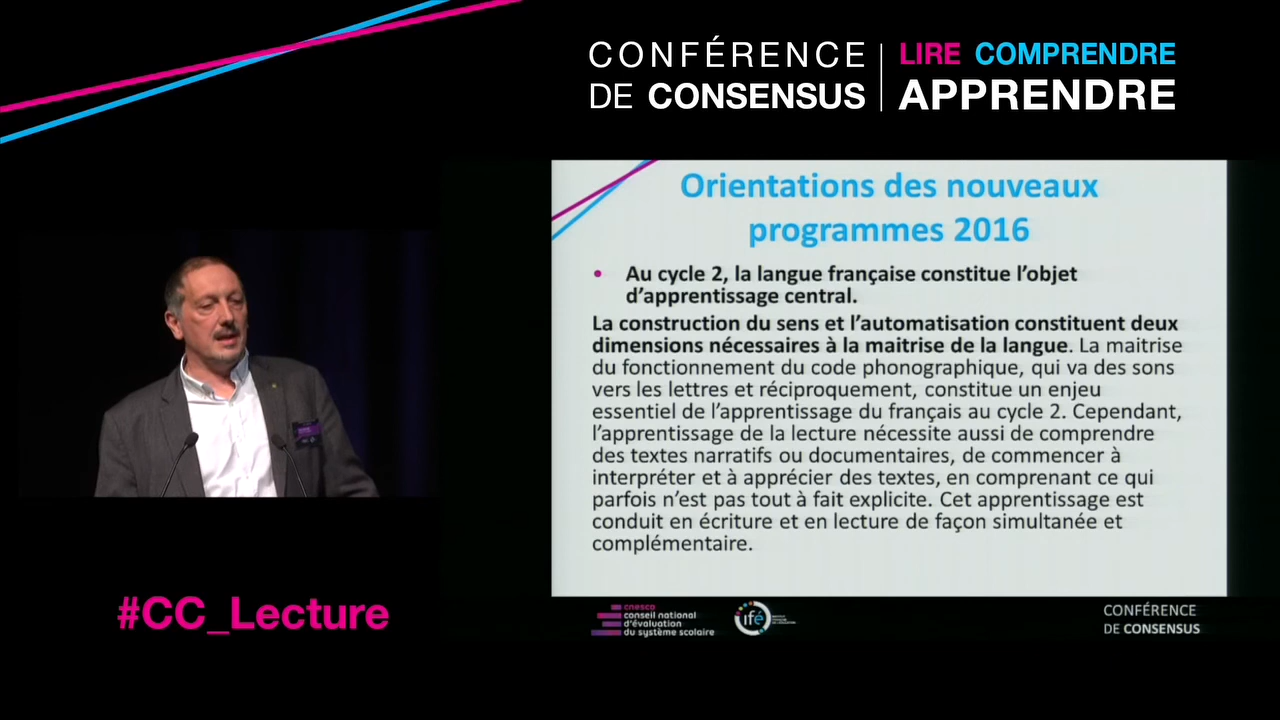 CONFÉRENCE
DE CONSENSUS
LIRE COMPRENDRE
APPRENDRE
Orientations des nouveaux
programmes 2016
• Au cycle 2, la langue française constitue l’objet
d’apprentissage central.
La construction du sens et l’automatisation constituent deux
dimensions nécessaires à la maitrise de la langue. La maitrise
du fonctionnement du code phonographique, qui va des sons
vers les lettres et réciproquement, constitue un enjeu
essentiel de l’apprentissage du français au cycle 2. Cependant,
l’apprentissage de la lecture nécessite aussi de comprendre
des textes narratifs ou documentaires, de commencer à
interpréter et à apprécier des textes, en comprenant ce qui
parfois n’est pas tout à fait explicite. Cet apprentissage est
conduit en écriture et en lecture de façon simultanée et
complémentaire.
#CC_Lecture
cnesco
conseil national
d'évaluation
du système scolaire
ifé
CONFÉRENCE
DE CONSENSUS